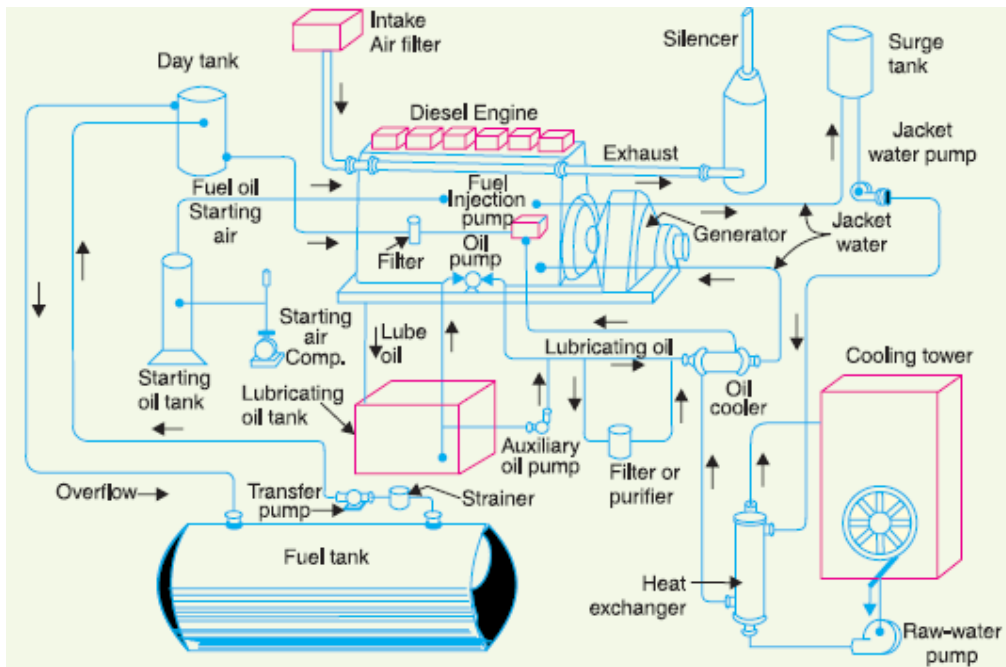 Intake
Air filter
Silencer
Surge
tank
Day tank
Diesel Engine
Jacket
water pump
Exhaust
Fuel oil
Starting
air
Fuel
Injection
pump
Generator
Jacket
water
Filter
Oil
pump
Starting
air
Comp.
Lube
oil
Lubricating oil
Cooling tower
Starting
oil tank
Lubricating
oil tank
Oil
cooler
Auxiliary
oil pump
Filter or
purifier
Overflow
Transfer
pump
Strainer
Fuel tank
Heat
exchanger
Raw-water
pump